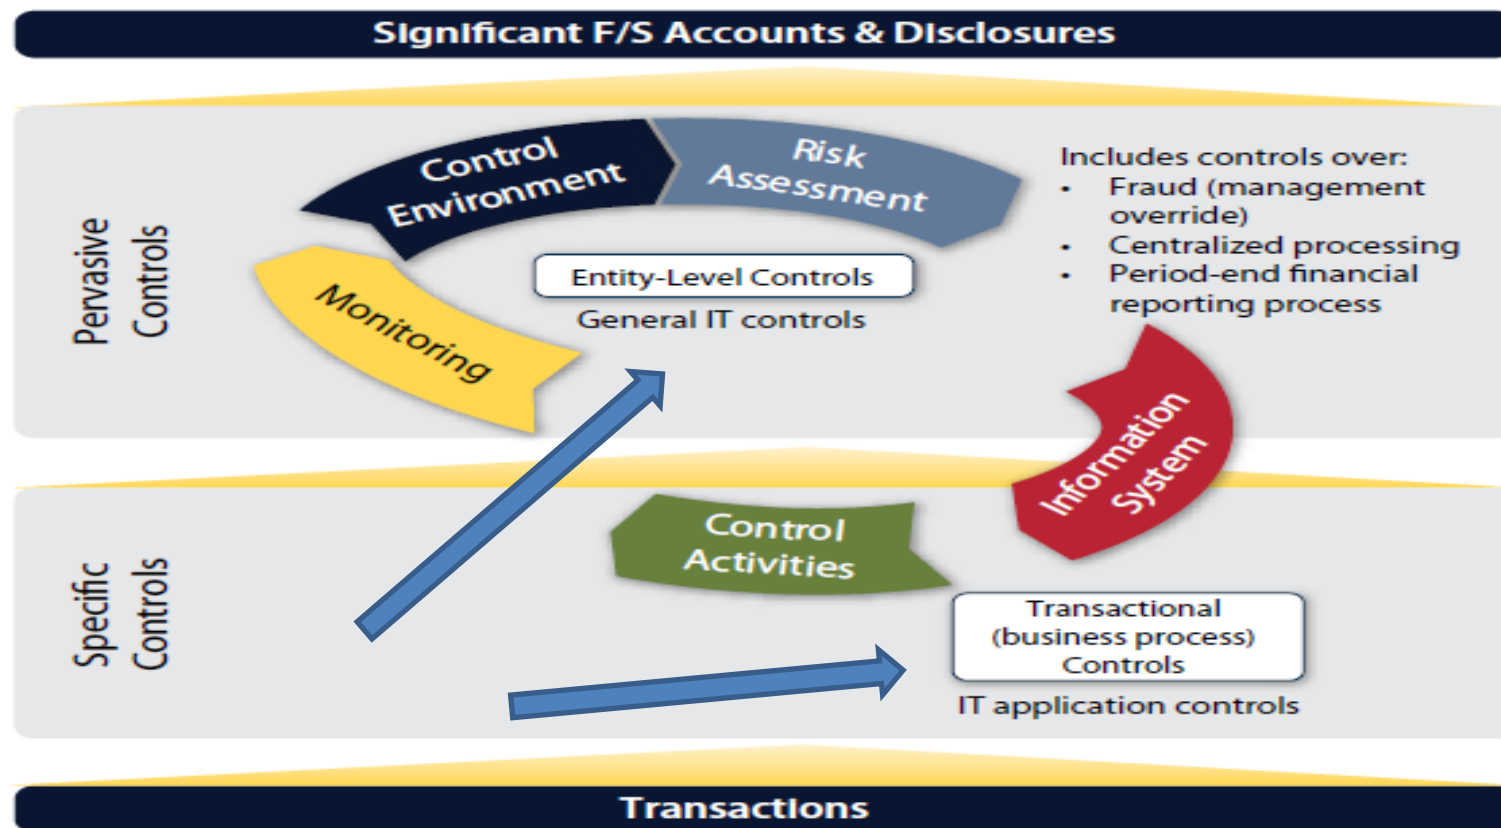 Significant F/S Accounts & Disclosures
Pervasive
Controls
Control
Environment
Risk
Assessment
Includes controls over:
• Fraud (management
override)
• Centralized processing
• Period-end financial
reporting process
Entity-Level Controls
General IT controls
Monitoring
Information
System
Specific
Controls
Control
Activities
Transactional
(business process)
Controls
IT application controls
Transactions